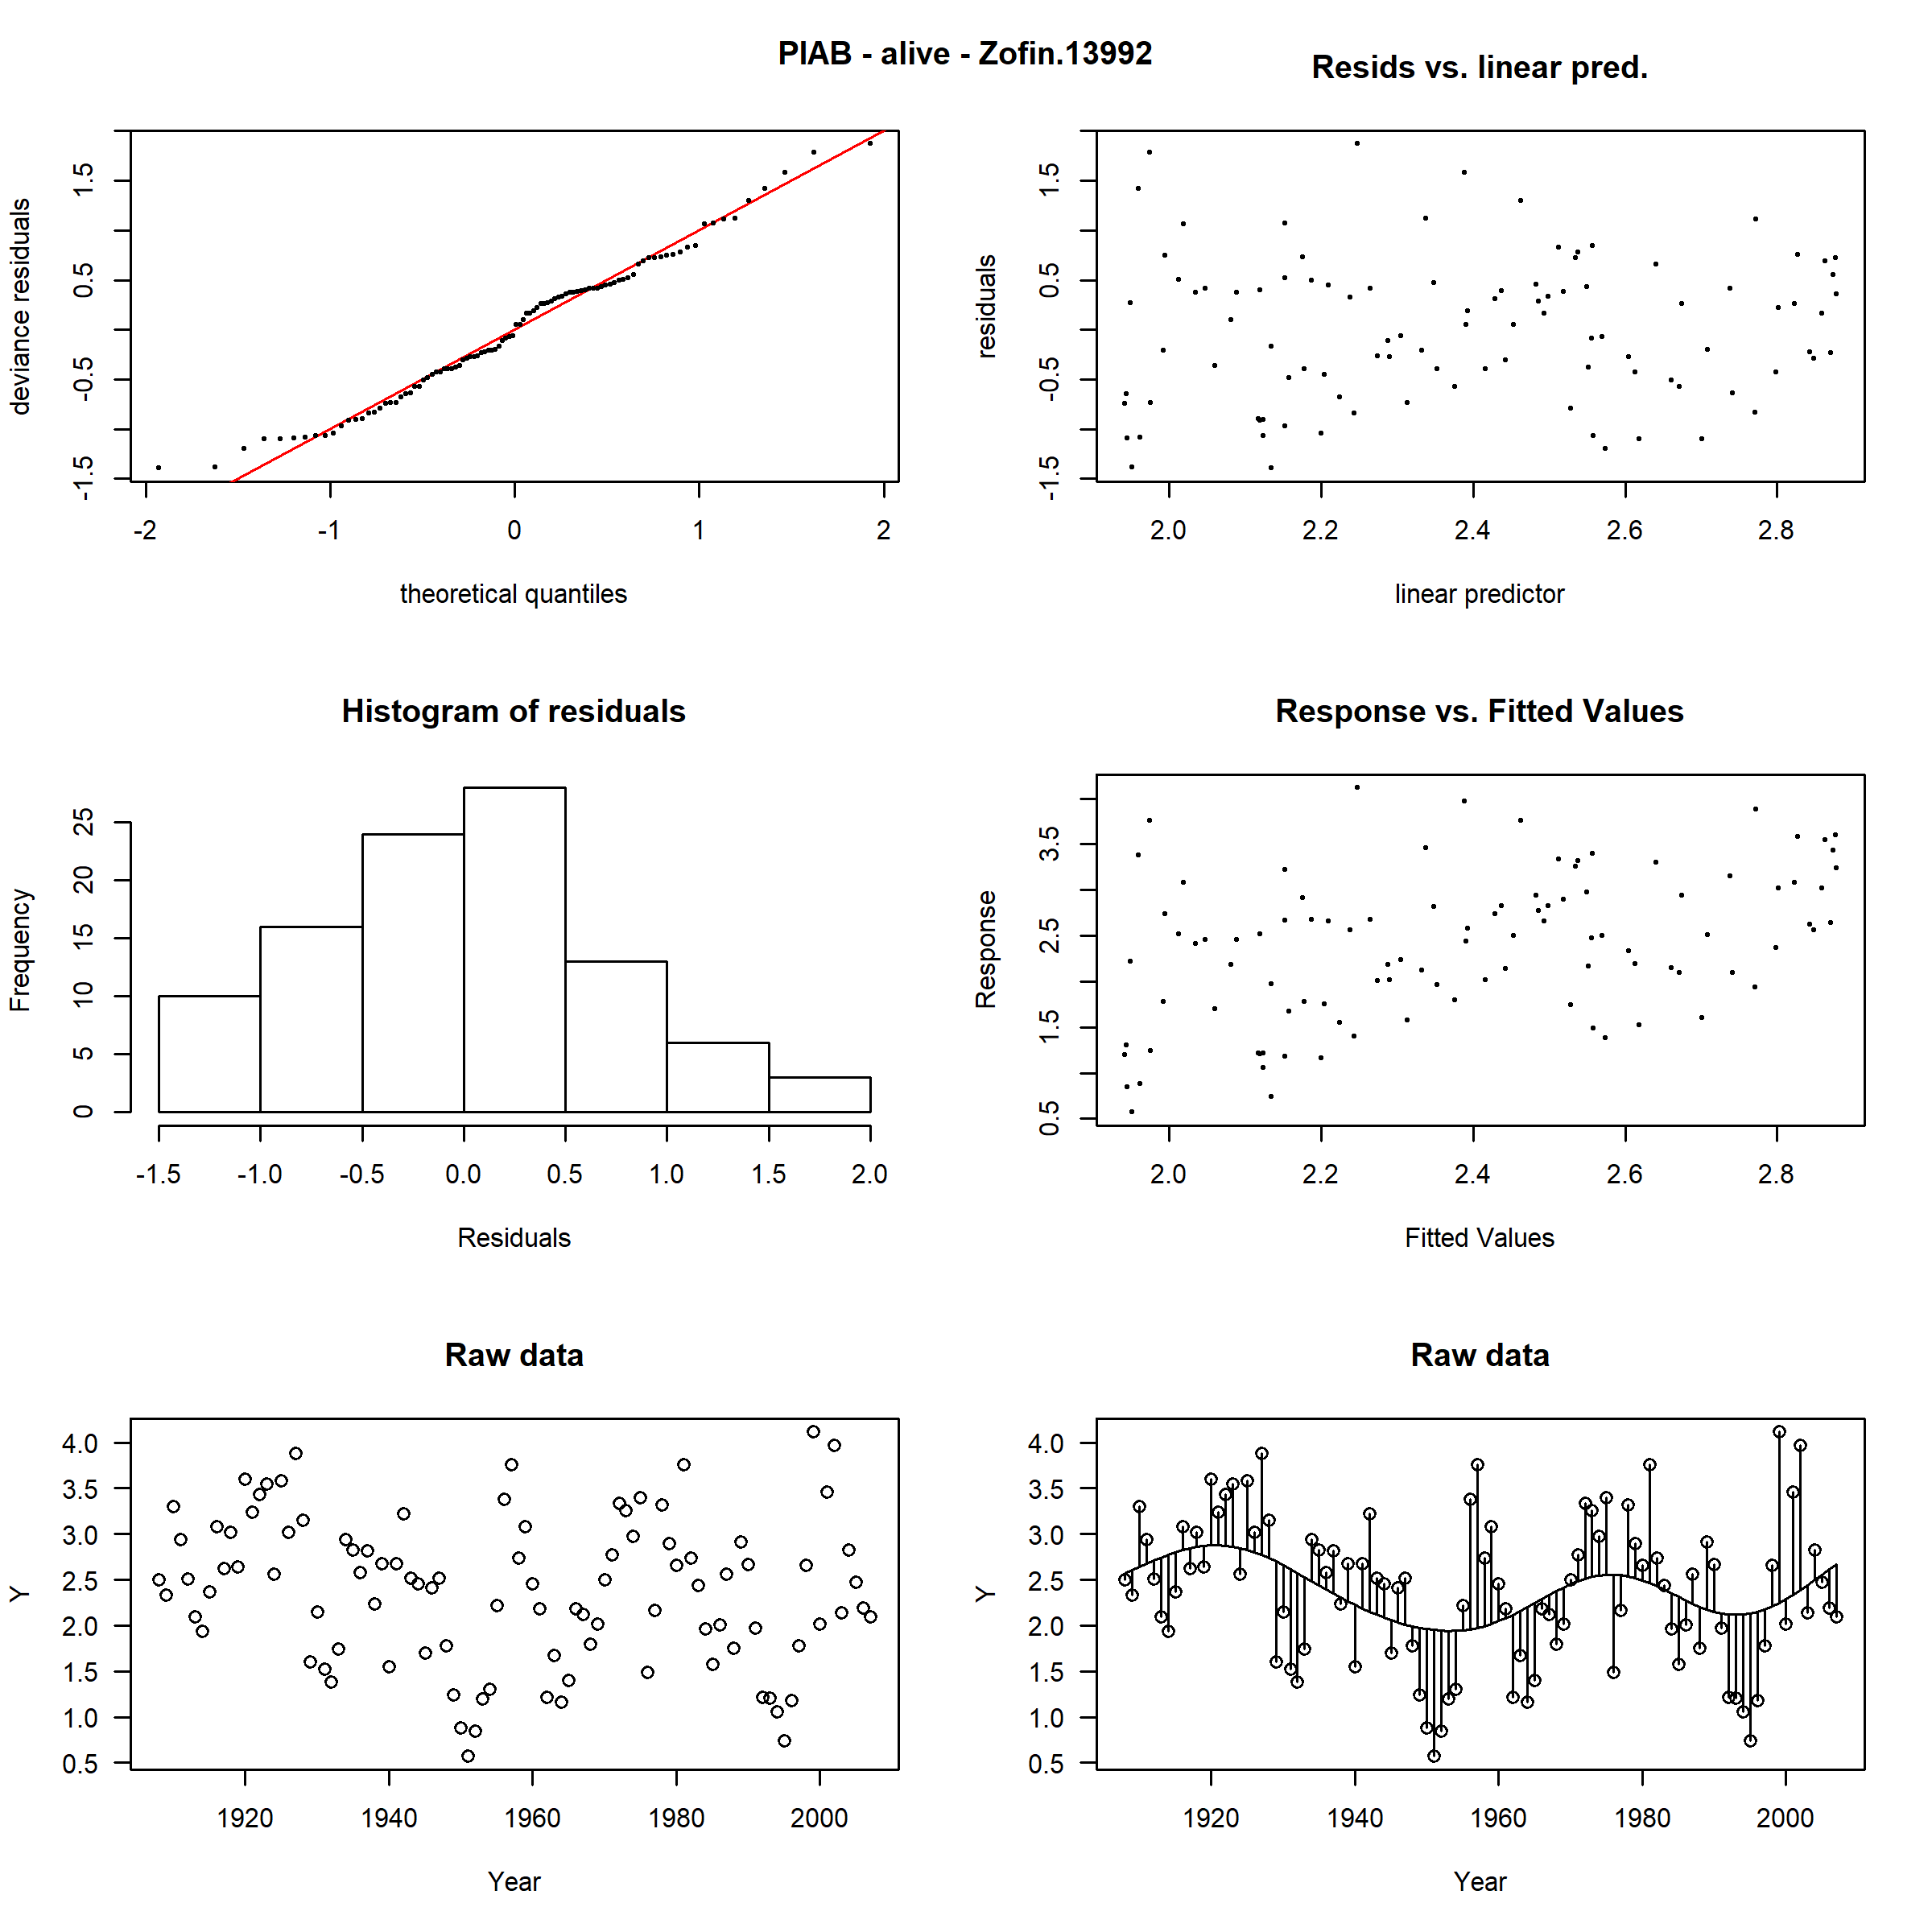 PIAB - alive - Zofin.13992
Resids vs. linear pred.
deviance residuals
-1.5 -0.5 0.5 1.5
-2 -1 0 1 2
theoretical quantiles
residuals
-1.5 -0.5 0.5 1.5
2.0 2.2 2.4 2.6 2.8
linear predictor
Histogram of residuals
Frequency
0 5 10 15 20 25
-1.5 -1.0 -0.5 0.0 0.5 1.0 1.5 2.0
Residuals
Response vs. Fitted Values
Response
0.5 1.5 2.5 3.5
2.0 2.2 2.4 2.6 2.8
Fitted Values
Raw data
Y
4.0
3.5
3.0
2.5
2.0
1.5
1.0
0.5
1920 1940 1960 1980 2000
Year
Raw data
Y
4.0
3.5
3.0
2.5
2.0
1.5
1.0
0.5
1920 1940 1960 1980 2000
Year